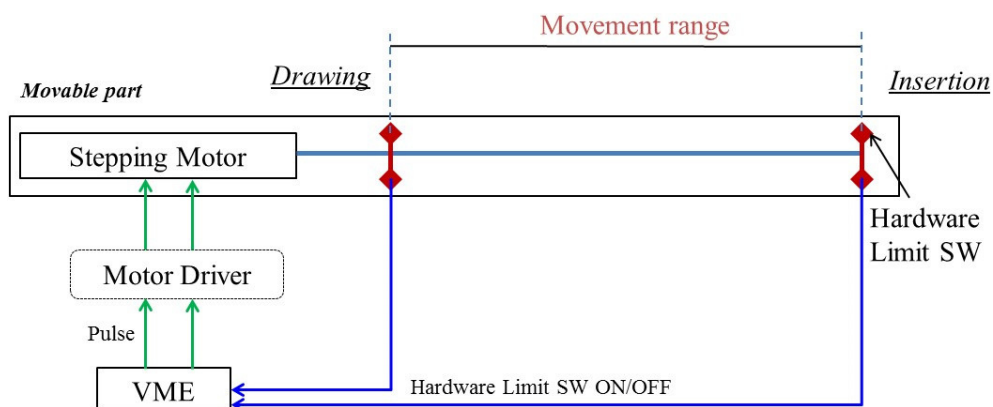 Movement range
Drawing
Insertion
Movable part
Stepping Motor
Hardware
Limit SW
Motor Driver
Pulse
VME
Hardware Limit SW ON/OFF